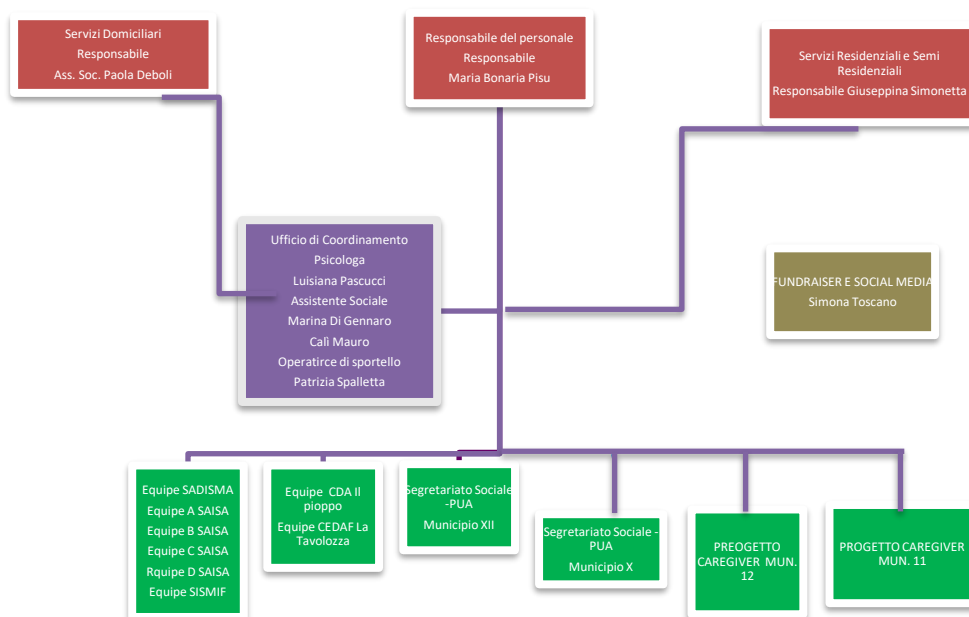 Servizi Domiciliari
Responsabile
Ass. Soc. Paola Deboli
Responsabile del personale
Responsabile
Maria Bonaria Pisu
Servizi Residenziali e Semi
Residenziali
Responsabile Giuseppina Simonetta
Ufficio di Coordinamento
Psicologa
Luisiana Pascucci
Assistente Sociale
Marina Di Gennaro
Calì Mauro
Operatirce di sportello
Patrizia Spalletta
FUNDRAISER E SOCIAL MEDIA
Simona Toscano
Equipe SADISMA
Equipe A SAISA
Equipe B SAISA
Equipe C SAISA
Rquipe D SAISA
Equipe SISMIF
Equipe CDA Il
pioppo
Equipe CEDAF La
Tavolozza
Segretariato Sociale
-PUA
Municipio XII
Segretariato Sociale -
PUA
Municipio X
PREOGETTO
CAREGIVER MUN.
12
PROGETTO CAREGIVER
MUN. 11